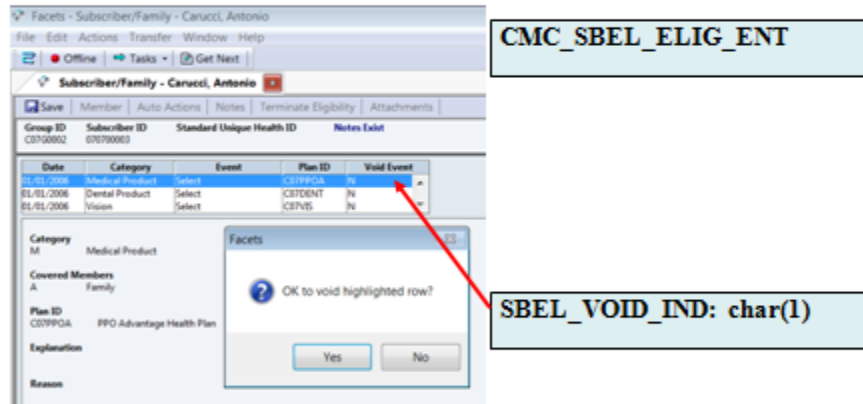 Facets - Subscriber/Family - Carucci, Antonio
File Edit Actions Transfer Window Help
Offline Tasks Get Next
Subscriber/Family - Carucci, Antonio
Save Member Auto Actions Notes Terminate Eligibility Attachments
Group ID Subscriber ID Standard Unique Health ID Notes Exist
C07G0002 070700003
Date Category Event Plan ID Void Event
01/01/2006 Medical Product Select C07PPOA N
01/01/2006 Dental Product Select C07DENT N
01/01/2006 Vision Select C07VIS N
Category
M Medical Product
Covered Members
A Family
Plan ID
C07PPOA PPO Advantage Health Plan
Explanation
Reason
Facets
OK to void highlighted row?
Yes No
CMC_SBEL_ELIG_ENT
SBEL_VOID_IND: char(1)